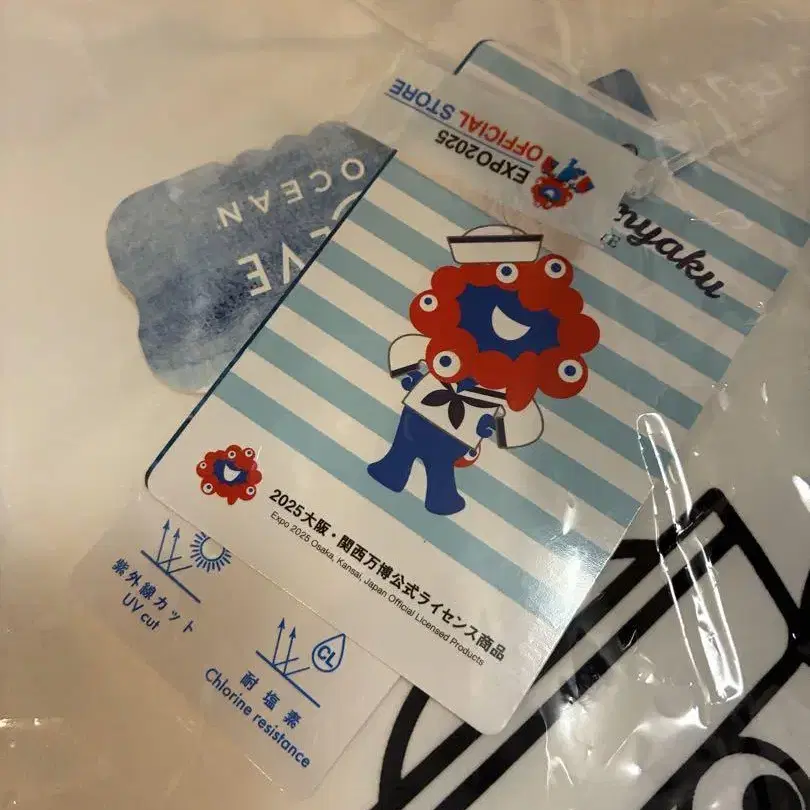 EXPO2025
OFFICIAL STORE
OCEAN
myaku
2025大阪・関西万博公式ライセンス商品
Expo 2025 Osaka, Kansai, Japan Official Licensed Products
紫外線カット
UV cut
CL
耐塩素
Chlorine resistance